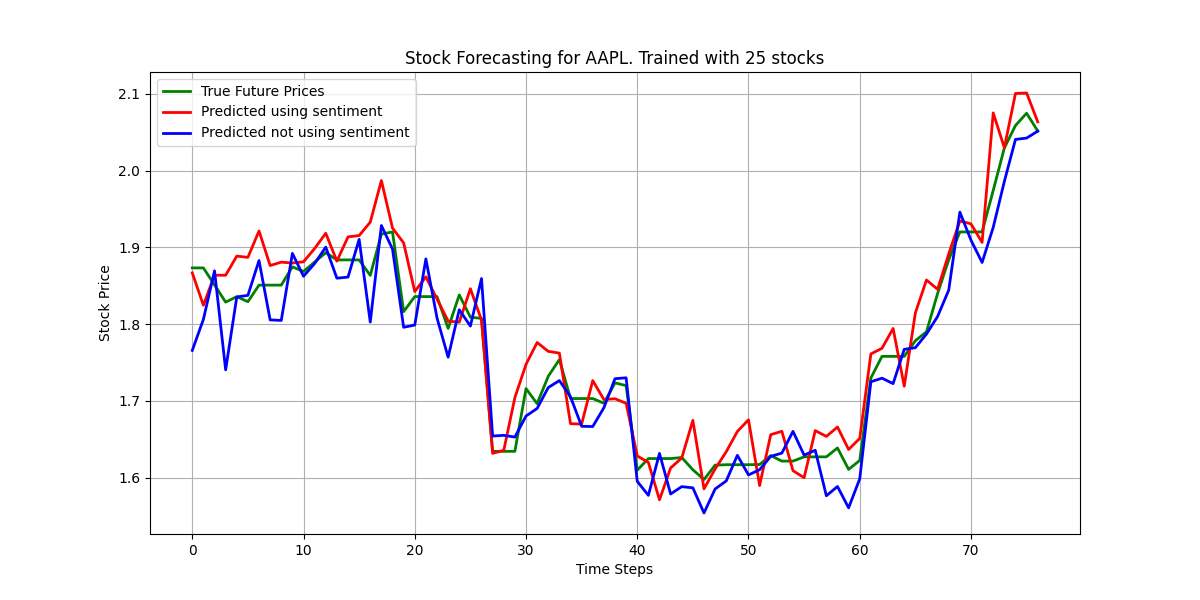 Stock Forecasting for AAPL. Trained with 25 stocks
True Future Prices
Predicted using sentiment
Predicted not using sentiment
Stock Price
2.1
2.0
1.9
1.8
1.7
1.6
0 10 20 30 40 50 60 70
Time Steps